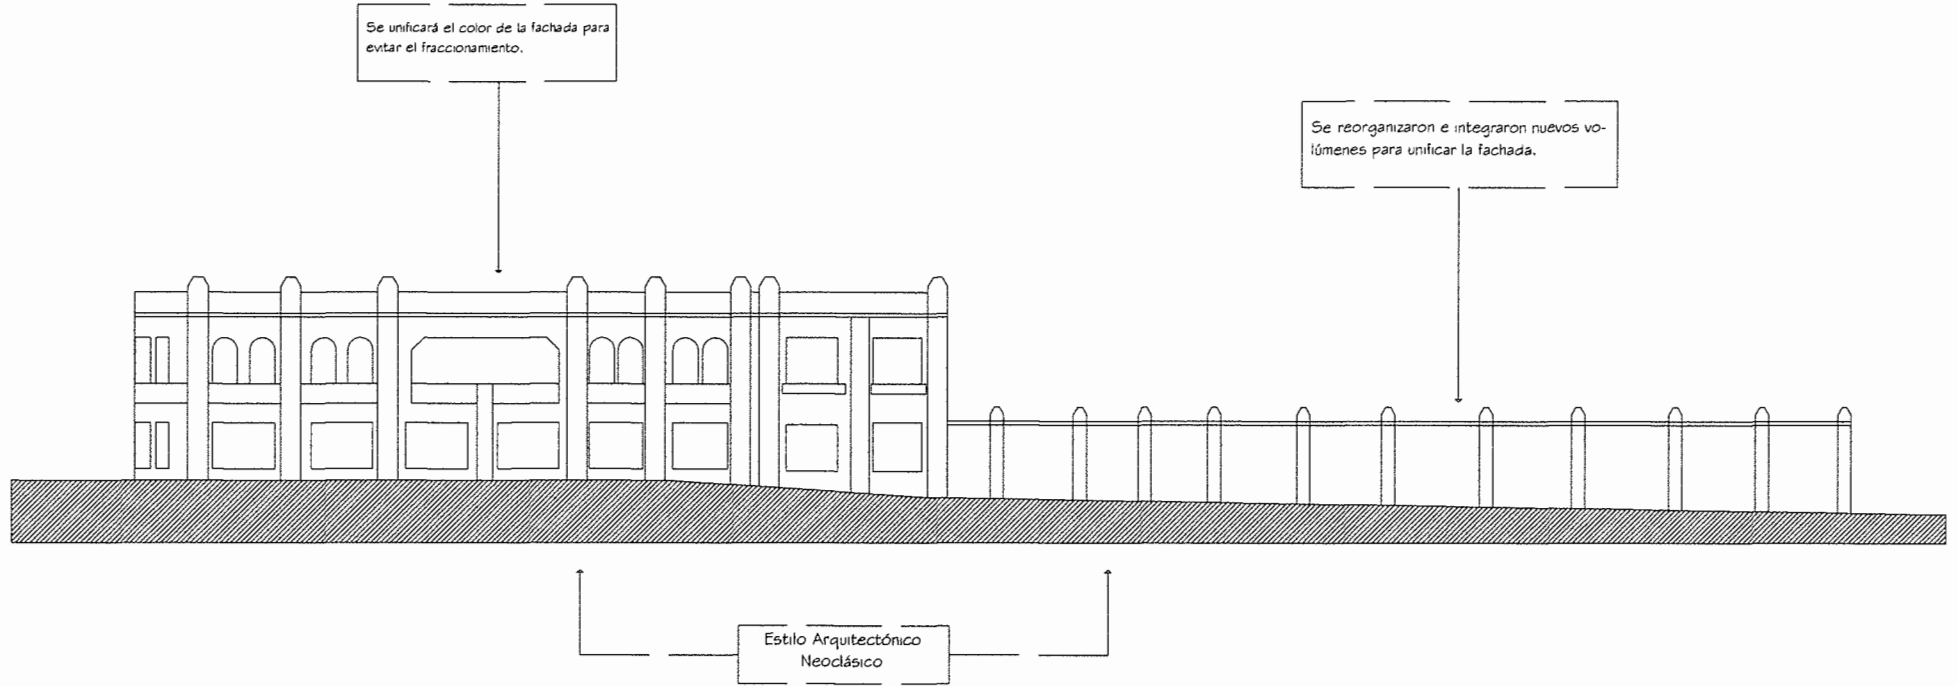 Se unificará el color de la fachada para
evitar el fraccionamiento.
Se reorganizaron e integraron nuevos vo-
lúmenes para unificar la fachada.
Estilo Arquitectónico
Neoclásico